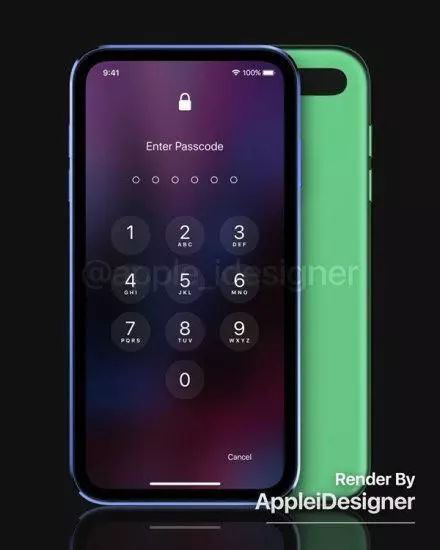 9:41 100%
Enter Passcode
1 2 3
ABC DEF
@apple_idesigner
4 5 6
GHI JKL MNO
7 8 9
PQRS TUV WXYZ
0
Cancel
Render By
AppleiDesigner